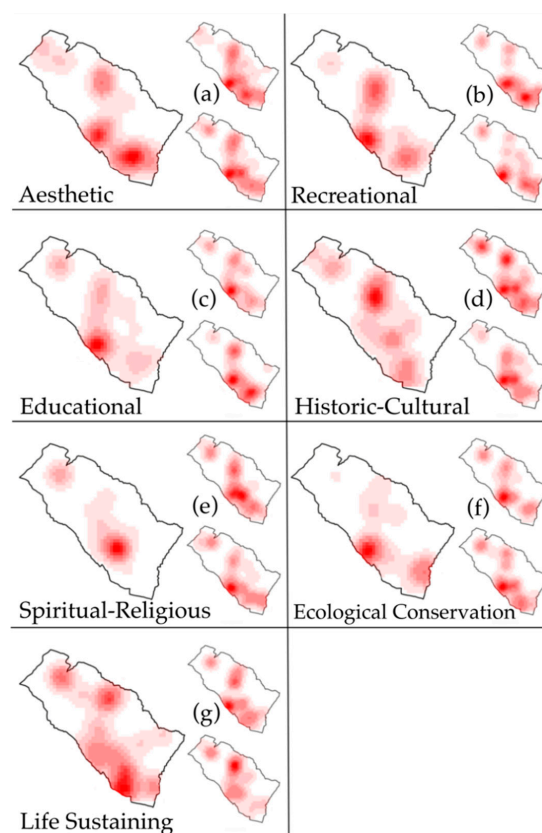 (a)
(b)
Aesthetic
Recreational
(c)
(d)
Educational
Historic-Cultural
(e)
(f)
Spiritual-Religious
Ecological Conservation
(g)
Life Sustaining